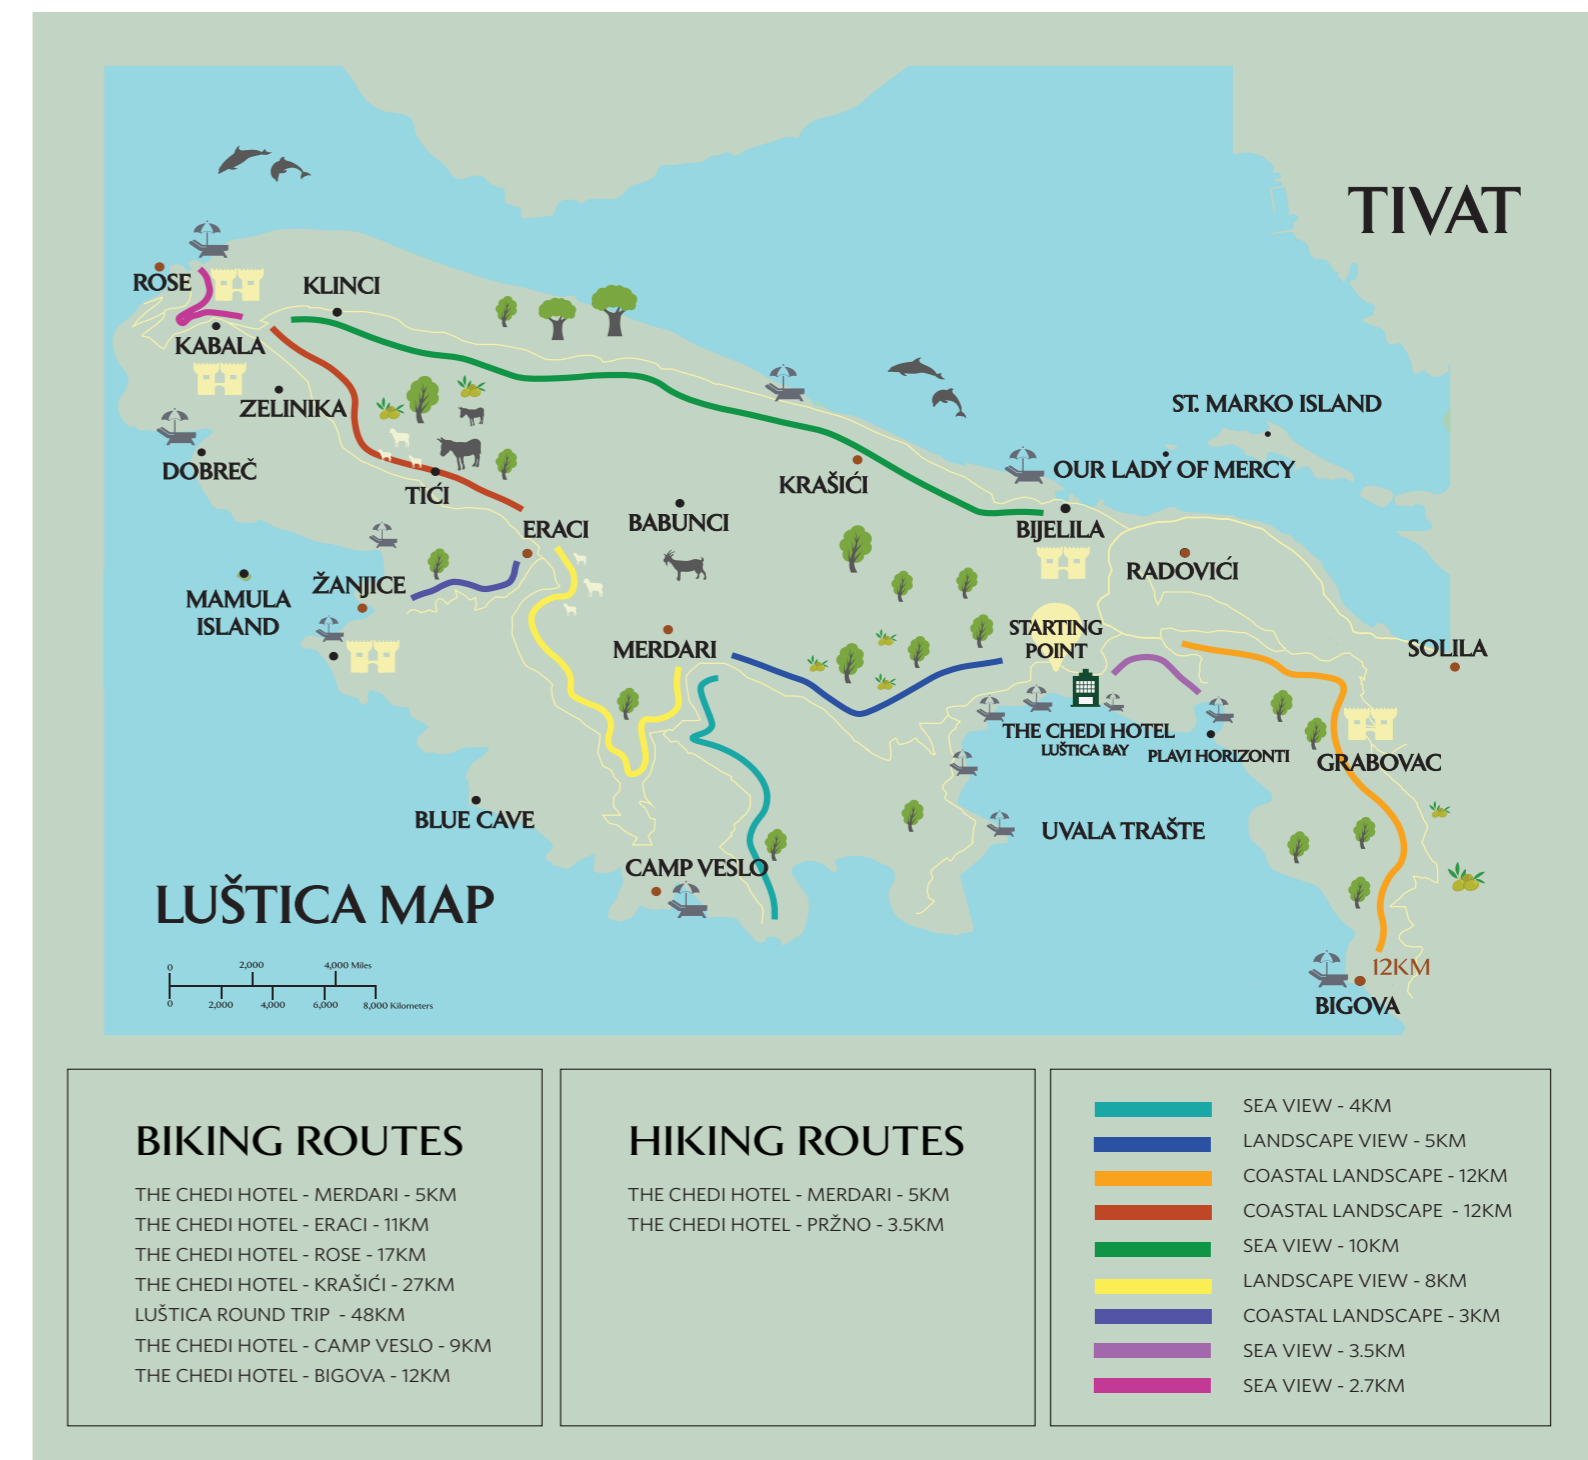 TIVAT
ROSE
KLINCI
KABALA
ZELINIKA
ST. MARKO ISLAND
DOBREČ
OUR LADY OF MERCY
KRAŠIĆI
TIĆI
ERACI
BABUNCI
BIJELILA
RADOVIĆI
ŽANJICE
MAMULA
ISLAND
STARTING
POINT
MERDARI
SOLILA
THE CHEDI HOTEL
LUŠTICA BAY
PLAVI HORIZONTI
GRABOVAC
BLUE CAVE
UVALA TRAŠTE
CAMP VESLO
LUŠTICA MAP
0 2,000 4,000 Miles
0 2,000 4,000 6,000 8,000 Kilometers
12KM
BIGOVA
BIKING ROUTES
THE CHEDI HOTEL - MERDARI - 5KM
THE CHEDI HOTEL - ERACI - 11KM
THE CHEDI HOTEL - ROSE - 17KM
THE CHEDI HOTEL - KRAŠIĆI - 27KM
LUŠTICA ROUND TRIP - 48KM
THE CHEDI HOTEL - CAMP VESLO - 9KM
THE CHEDI HOTEL - BIGOVA - 12KM
HIKING ROUTES
THE CHEDI HOTEL - MERDARI - 5KM
THE CHEDI HOTEL - PRŽNO - 3.5KM
SEA VIEW - 4KM
LANDSCAPE VIEW - 5KM
COASTAL LANDSCAPE - 12KM
COASTAL LANDSCAPE - 12KM
SEA VIEW - 10KM
LANDSCAPE VIEW - 8KM
COASTAL LANDSCAPE - 3KM
SEA VIEW - 3.5KM
SEA VIEW - 2.7KM